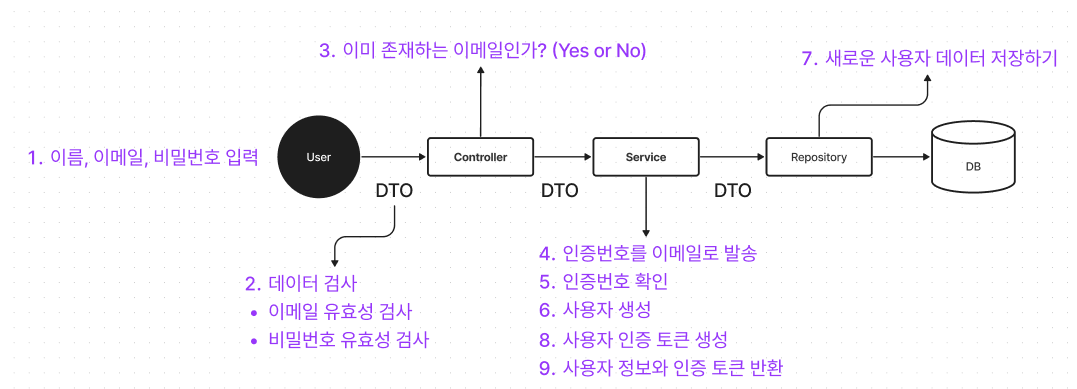 3. 이미 존재하는 이메일인가? (Yes or No)
7. 새로운 사용자 데이터 저장하기
1. 이름, 이메일, 비밀번호 입력
User
Controller
Service
Repository
DB
DTO
DTO
DTO
2. 데이터 검사
• 이메일 유효성 검사
• 비밀번호 유효성 검사
4. 인증번호를 이메일로 발송
5. 인증번호 확인
6. 사용자 생성
8. 사용자 인증 토큰 생성
9. 사용자 정보와 인증 토큰 반환